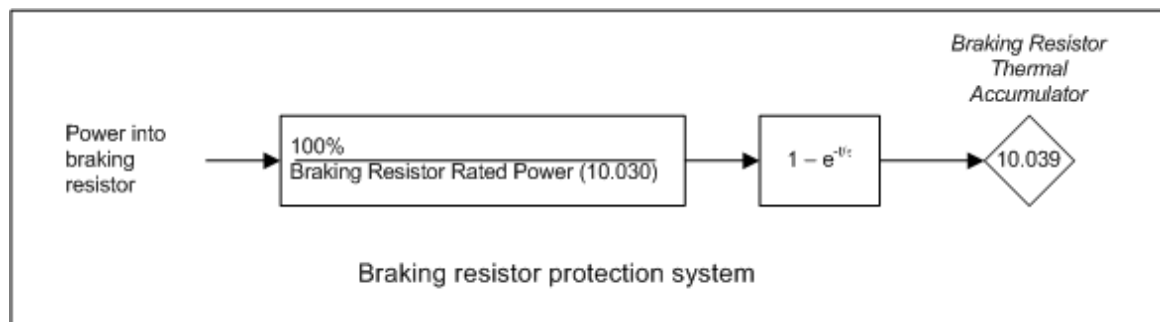 Braking Resistor
Thermal
Accumulator
Power into
braking
resistor
100%
Braking Resistor Rated Power (10.030)
1 – e^-t/τ
10.039
Braking resistor protection system